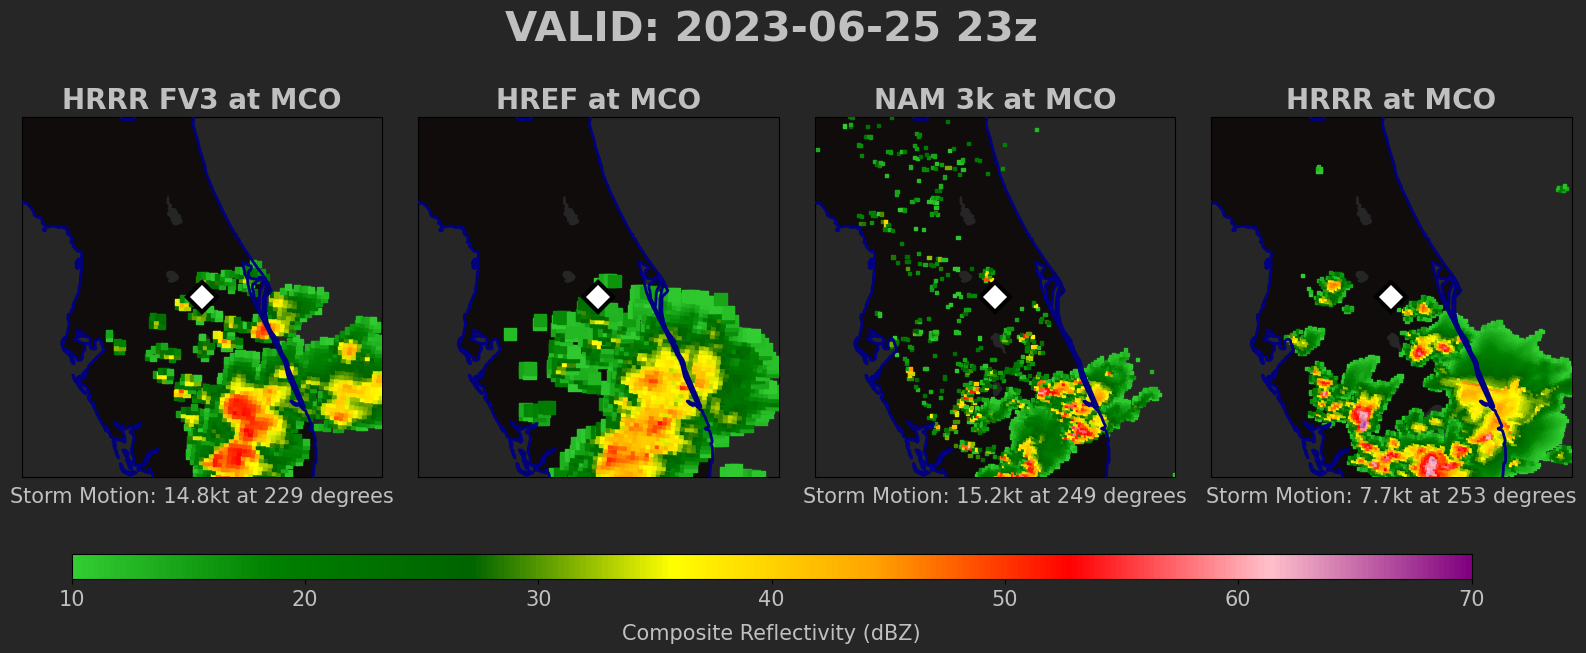 VALID: 2023-06-25 23z
HRRR FV3 at MCO
HREF at MCO
NAM 3k at MCO
HRRR at MCO
Storm Motion: 14.8kt at 229 degrees
Storm Motion: 15.2kt at 249 degrees
Storm Motion: 7.7kt at 253 degrees
10 20 30 40 50 60 70
Composite Reflectivity (dBZ)